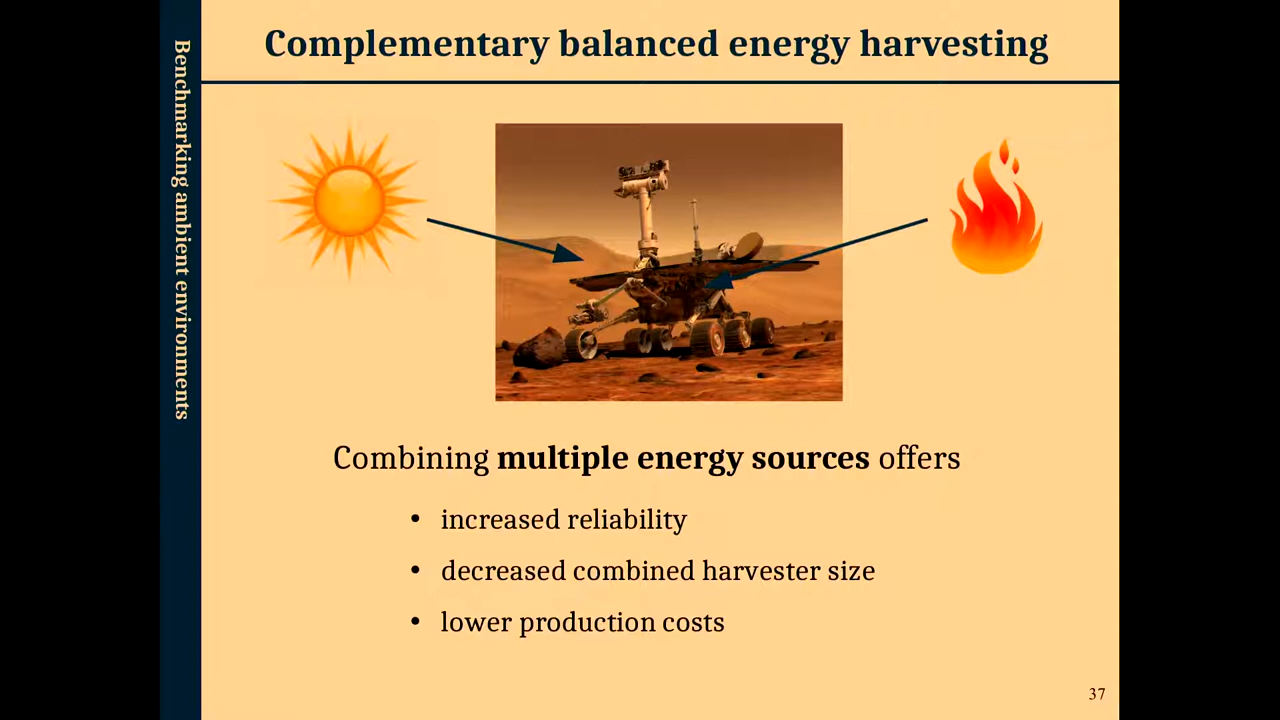 Complementary balanced energy harvesting
Benchmarking ambient environments
Combining multiple energy sources offers
• increased reliability
• decreased combined harvester size
• lower production costs
37